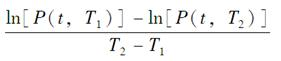 ln[P(t, T₁)] − ln[P(t, T₂)]
T₂ − T₁